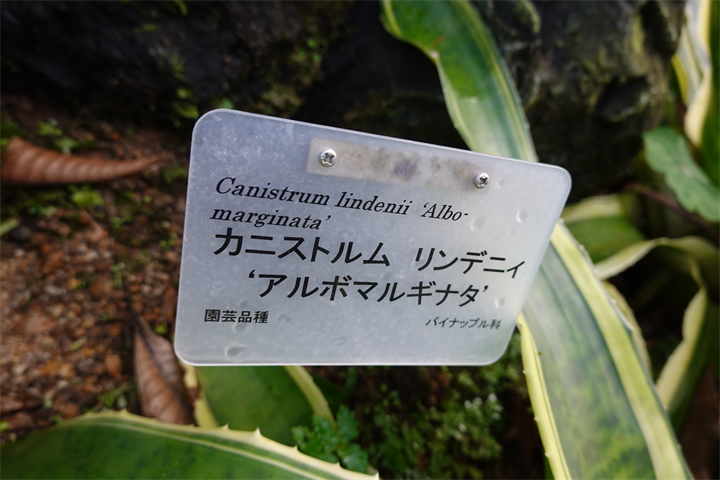 Canistrum lindenii ‘Albo-
marginata’
カニストルム　リンデニィ
‘アルボマルギナタ’
園芸品種
パイナップル科